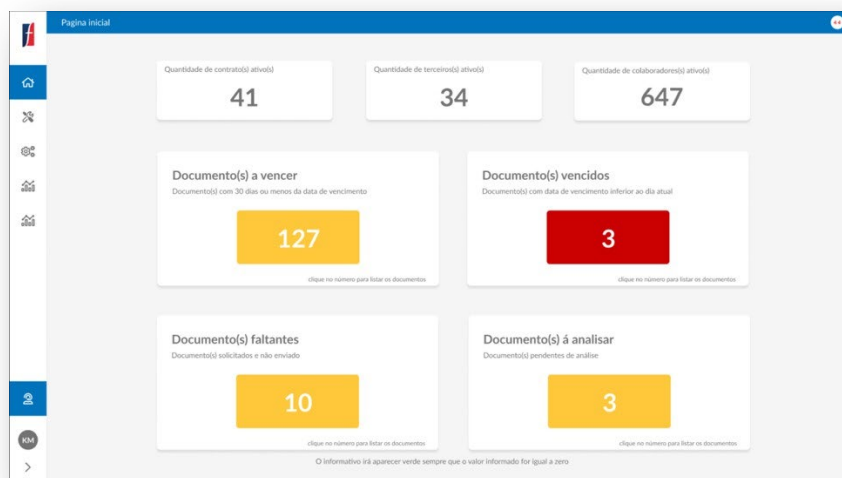 Pagina inicial
Quantidade de contrato(s) ativo(s)
41
Quantidade de terceiros(s) ativo(s)
34
Quantidade de colaboradores(s) ativo(s)
647
Documento(s) a vencer
Documento(s) com 30 dias ou menos da data de vencimento
127
clique no número para listar os documentos
Documento(s) vencidos
Documento(s) com data de vencimento inferior ao dia atual
3
clique no número para listar os documentos
Documento(s) faltantes
Documento(s) solicitados e não enviado
10
clique no número para listar os documentos
Documento(s) á analisar
Documento(s) pendentes de análise
3
clique no número para listar os documentos
KM
O informativo irá aparecer verde sempre que o valor informado for igual a zero